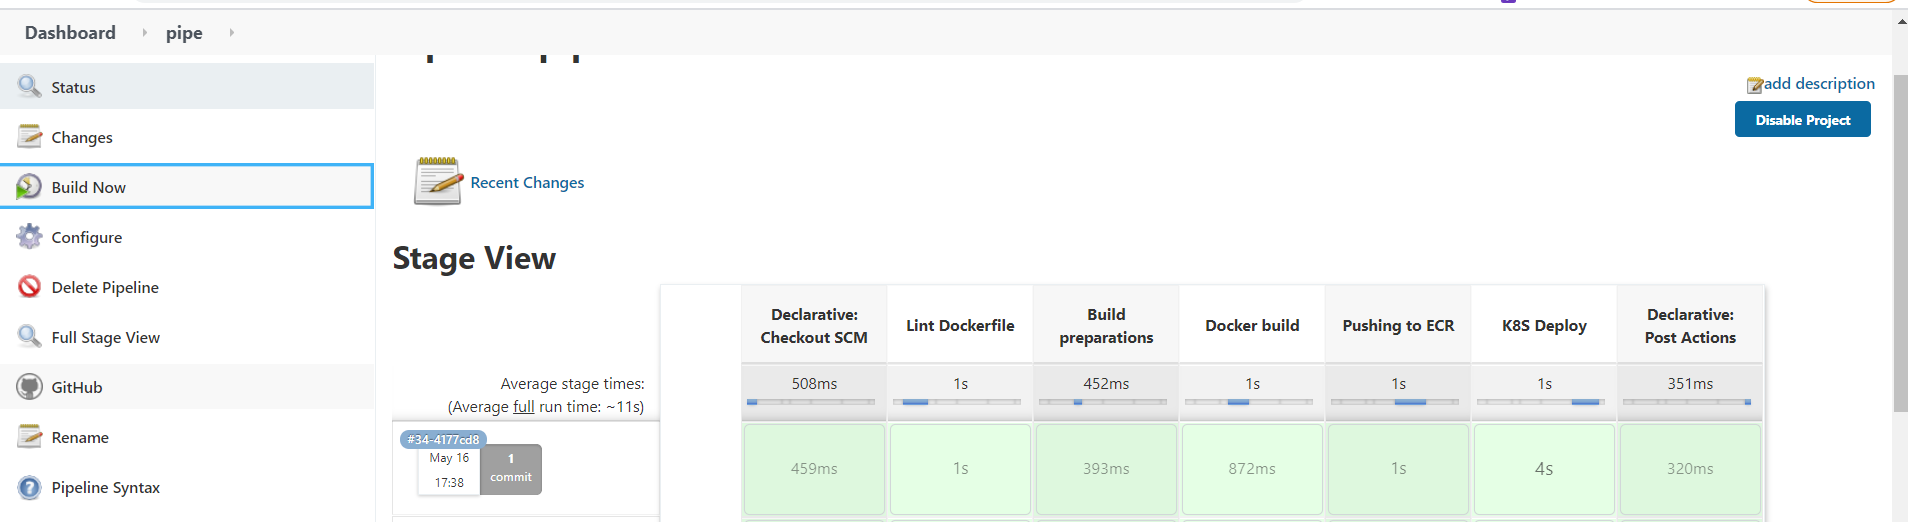 Dashboard
pipe
Status
Changes
Build Now
Configure
Delete Pipeline
Full Stage View
GitHub
Rename
Pipeline Syntax
add description
Disable Project
Recent Changes
Stage View
Declarative:
Checkout SCM
Lint Dockerfile
Build
preparations
Docker build
Pushing to ECR
K8S Deploy
Declarative:
Post Actions
Average stage times:
(Average full run time: ~11s)
508ms
1s
452ms
1s
1s
1s
351ms
#34-4177cd8
May 16
17:38
1
commit
459ms
1s
393ms
872ms
1s
4s
320ms